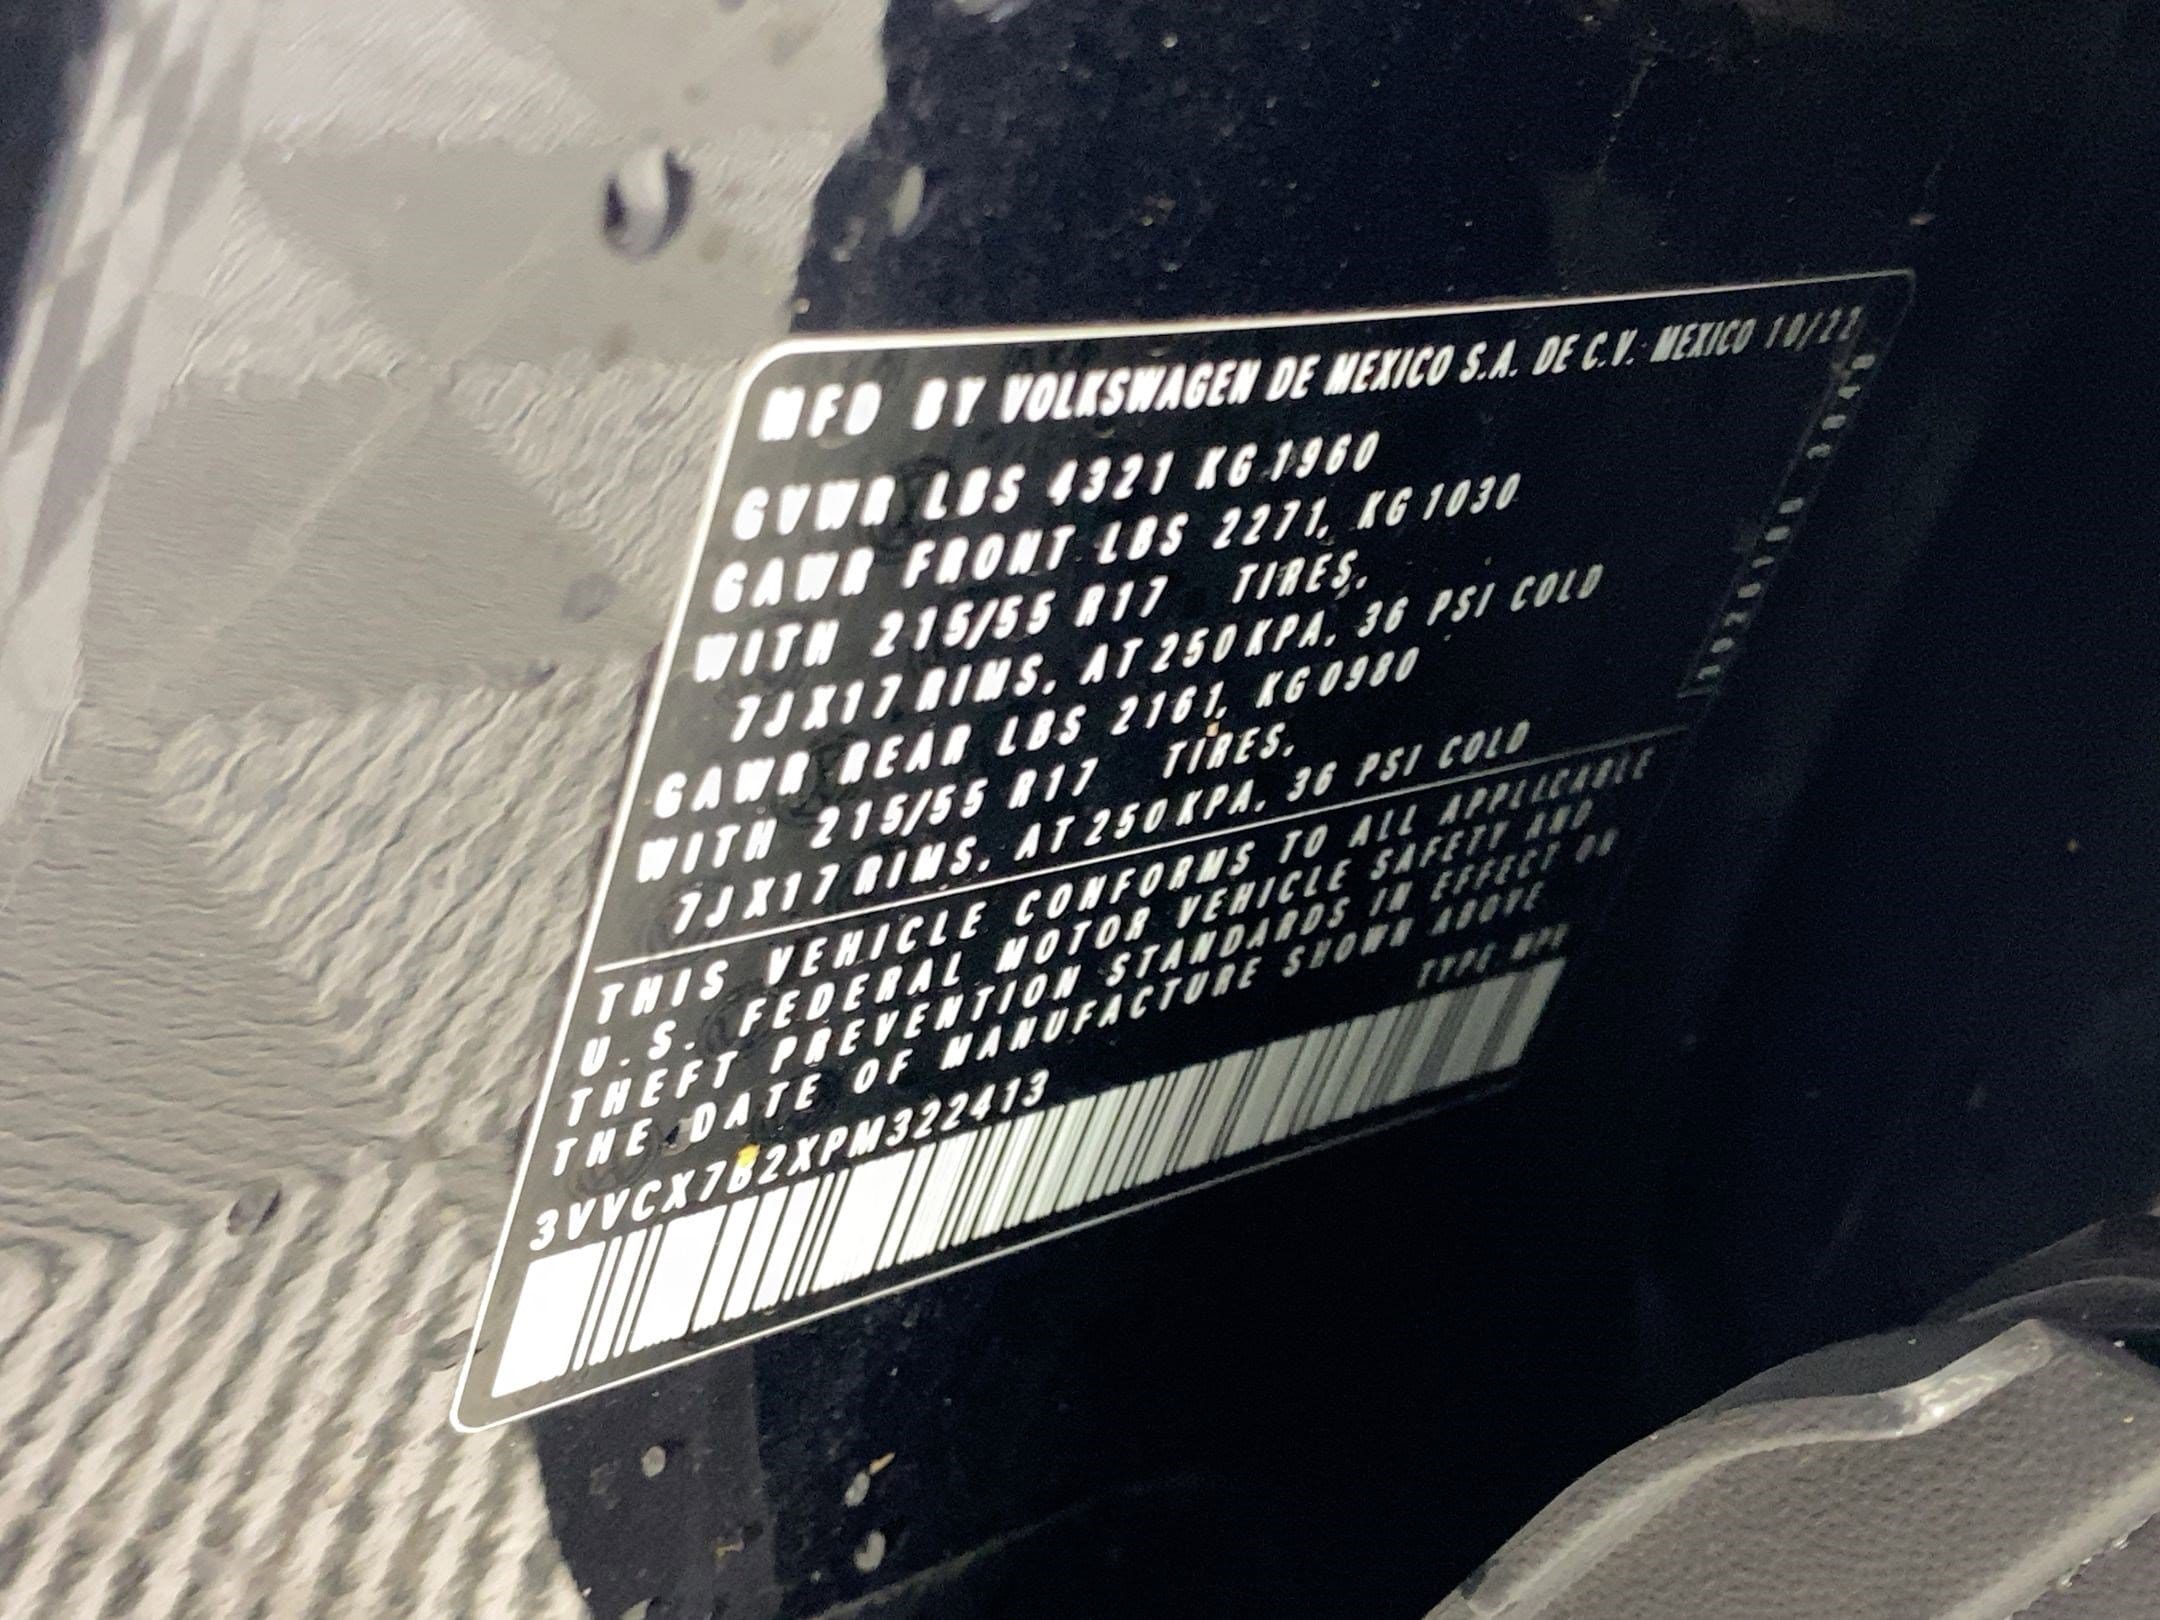 MFD BY VOLKSWAGEN DE MEXICO S.A. DE C.V. MEXICO 10/22
GVWR LBS 4321 KG 1960
GAWR FRONT LBS 2271, KG 1030
WITH 215/55 R17 TIRES,
7JX17 RIMS, AT 250 KPA, 36 PSI COLD
GAWR REAR LBS 2161, KG 0980
WITH 215/55 R17 TIRES,
7JX17 RIMS, AT 250 KPA, 36 PSI COLD
THIS VEHICLE CONFORMS TO ALL APPLICABLE
U.S. FEDERAL MOTOR VEHICLE SAFETY AND
THEFT PREVENTION STANDARDS IN EFFECT ON
THE DATE OF MANUFACTURE SHOWN ABOVE
TYPE: MPV
3VVCX7B2XPM322413